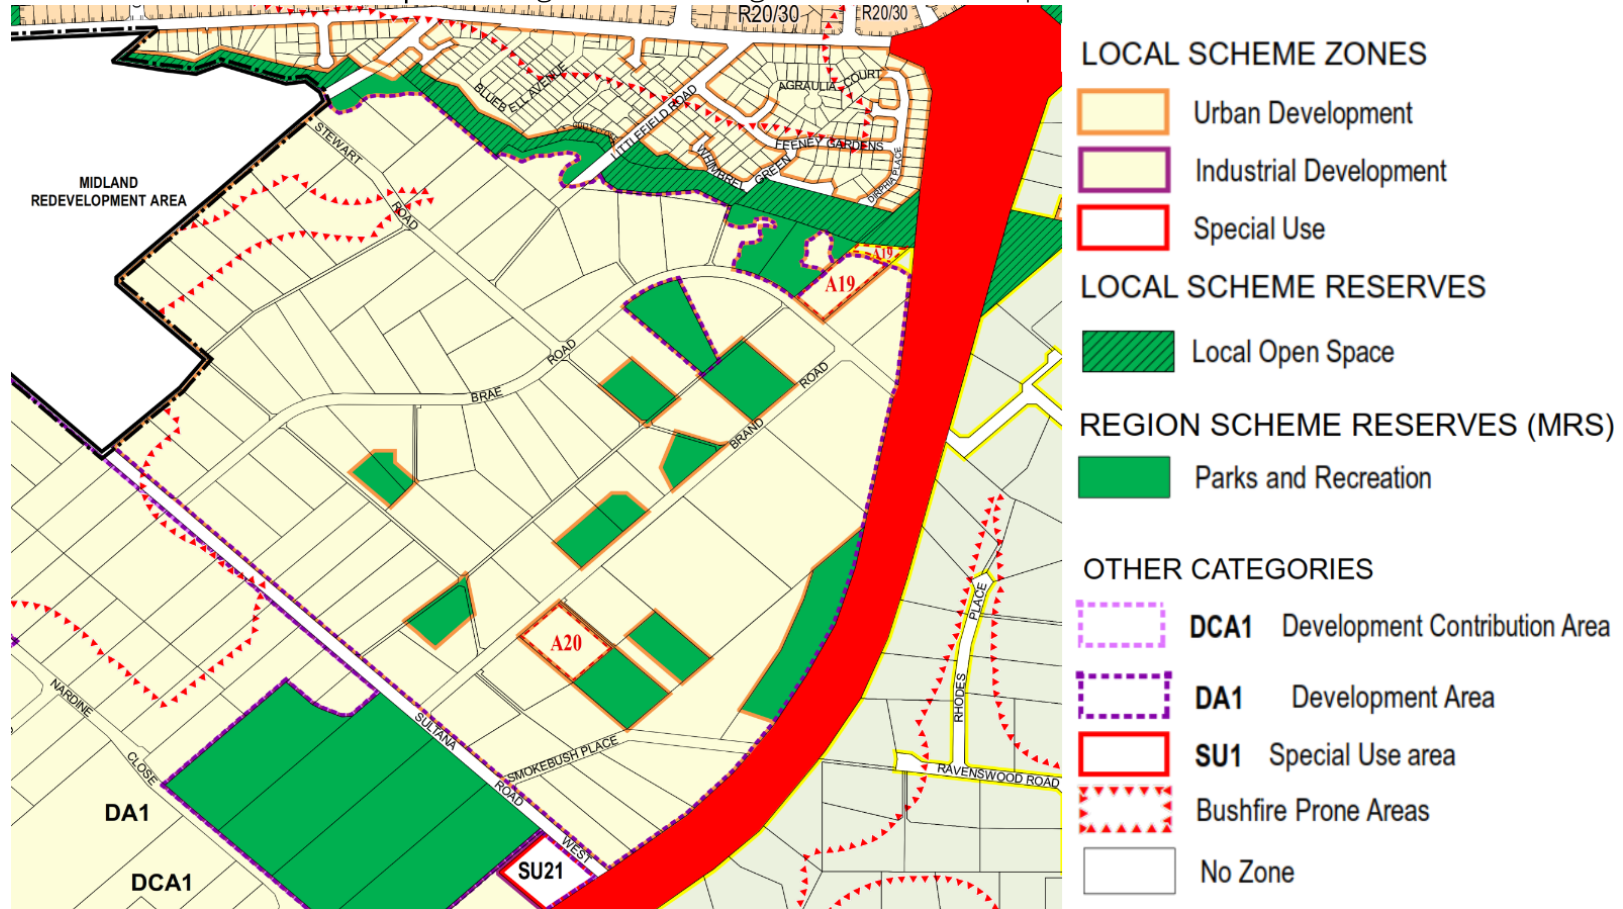 R20/30
R20/30
BLUEBELL AVENUE
AGRAULIA COURT
LITTLEFIELD ROAD
STEWART
ROAD
FEENEY GARDENS
WHIMBREL GREEN
DIRPHIA PLACE
MIDLAND
REDEVELOPMENT AREA
A19
A19
BRAE
ROAD
BRAND
ROAD
A20
NARDINE
CLOSE
SULTANA
ROAD
WEST
SMOKEBUSH PLACE
RHODES
PLACE
RAVENSWOOD ROAD
DA1
DCA1
SU21
LOCAL SCHEME ZONES
Urban Development
Industrial Development
Special Use
LOCAL SCHEME RESERVES
Local Open Space
REGION SCHEME RESERVES (MRS)
Parks and Recreation
OTHER CATEGORIES
DCA1 Development Contribution Area
DA1 Development Area
SU1 Special Use area
Bushfire Prone Areas
No Zone